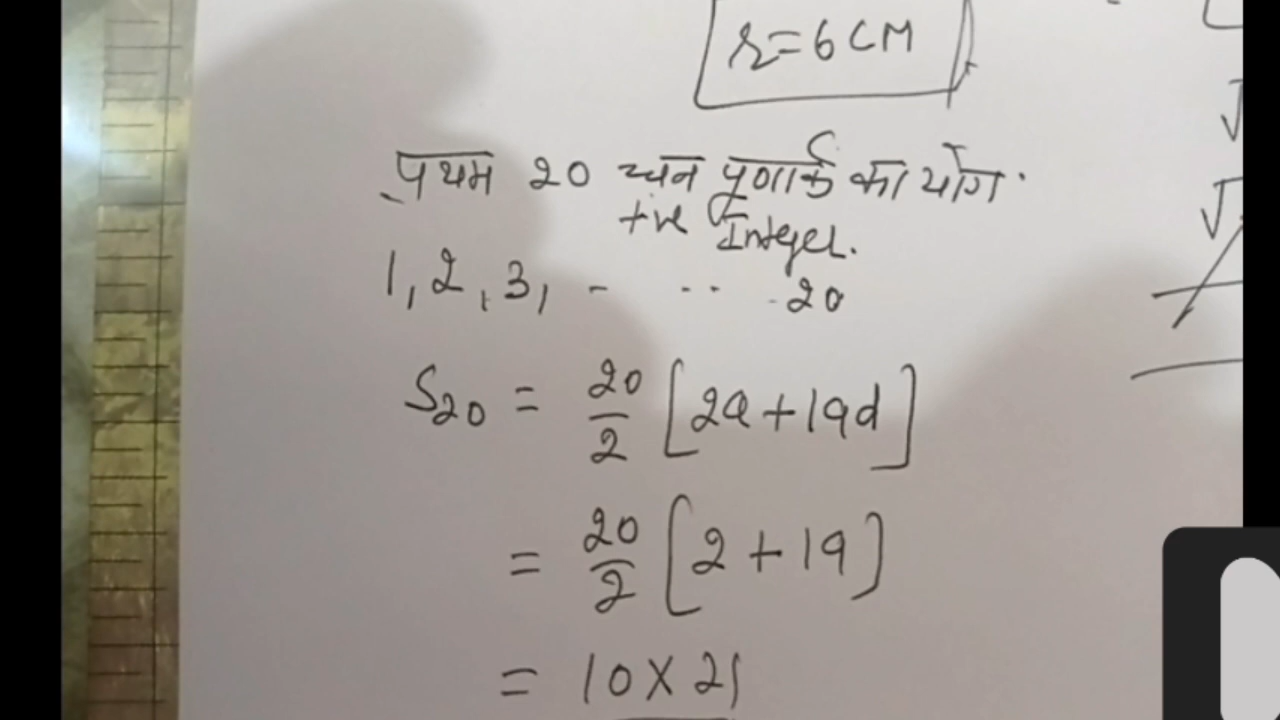 r=6CM
प्रथम 20 धन पूर्णांक का योग.
+ve Integer.
1, 2, 3, - .. . 20
S20 = 20/2 [2a+19d]
= 20/2 [2+19]
= 10×21